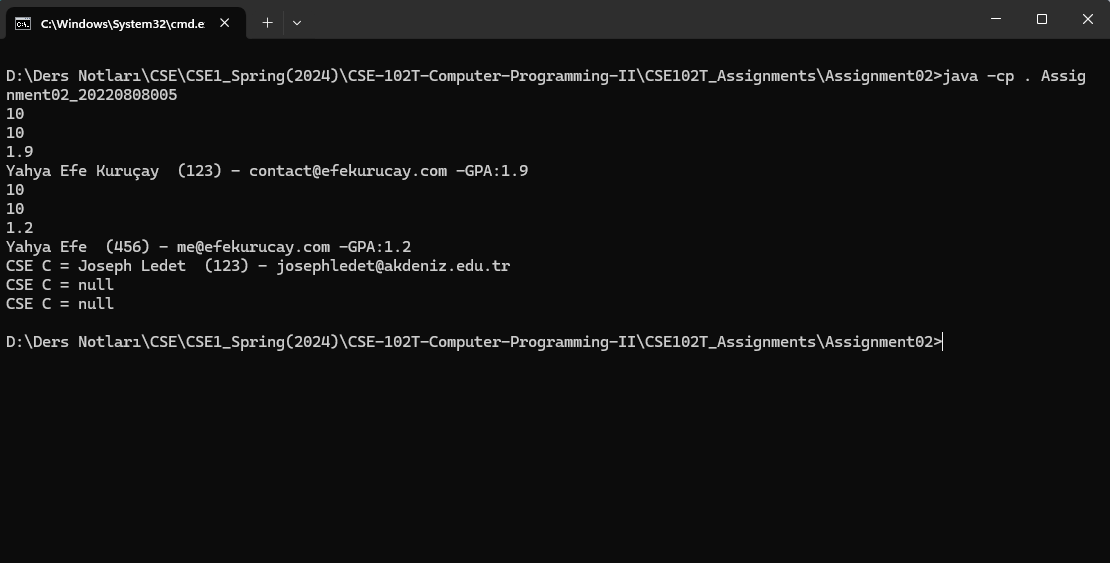 C:\Windows\System32\cmd.e
D:\Ders Notları\CSE\CSE1_Spring(2024)\CSE-102T-Computer-Programming-II\CSE102T_Assignments\Assignment02>java -cp . Assig
nment02_20220808005
10
10
1.9
Yahya Efe Kuruçay  (123) - contact@efekurucay.com -GPA:1.9
10
10
1.2
Yahya Efe  (456) - me@efekurucay.com -GPA:1.2
CSE C = Joseph Ledet  (123) - josephledet@akdeniz.edu.tr
CSE C = null
CSE C = null
D:\Ders Notları\CSE\CSE1_Spring(2024)\CSE-102T-Computer-Programming-II\CSE102T_Assignments\Assignment02>